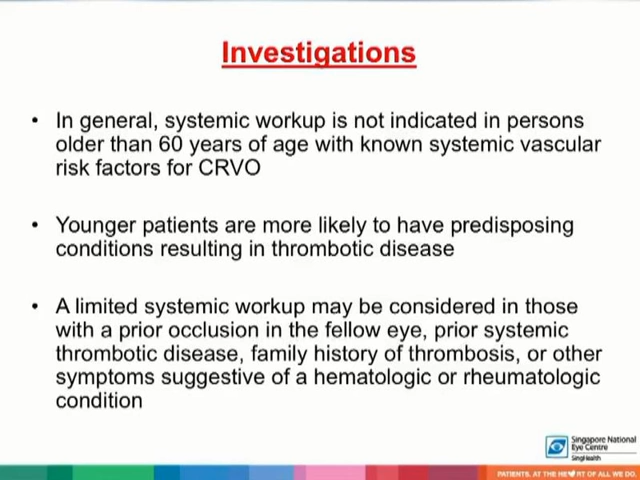 Investigations
• In general, systemic workup is not indicated in persons
older than 60 years of age with known systemic vascular
risk factors for CRVO
• Younger patients are more likely to have predisposing
conditions resulting in thrombotic disease
• A limited systemic workup may be considered in those
with a prior occlusion in the fellow eye, prior systemic
thrombotic disease, family history of thrombosis, or other
symptoms suggestive of a hematologic or rheumatologic
condition
Singapore National
Eye Centre
SingHealth
PATIENTS. AT THE HE♥RT OF ALL WE DO.